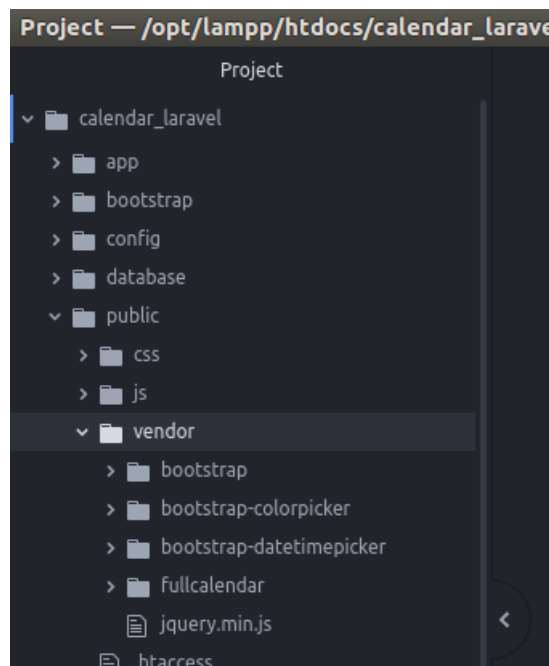 Project — /opt/lampp/htdocs/calendar_larave
Project
calendar_laravel
app
bootstrap
config
database
public
css
js
vendor
bootstrap
bootstrap-colorpicker
bootstrap-datetimepicker
fullcalendar
jquery.min.js
.htaccess